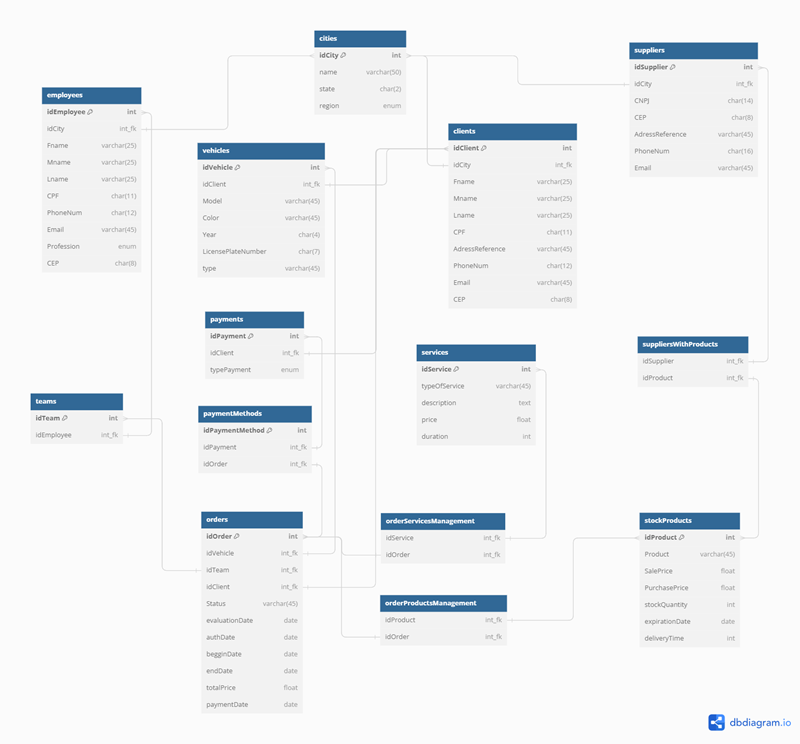 cities
idCity int
name varchar(50)
state char(2)
region enum
suppliers
idSupplier int
idCity int_fk
CNPJ char(14)
CEP char(8)
AdressReference varchar(45)
PhoneNum char(16)
Email varchar(45)
employees
idEmployee int
idCity int_fk
Fname varchar(25)
Mname varchar(25)
Lname varchar(25)
CPF char(11)
PhoneNum char(12)
Email varchar(45)
Profession enum
CEP char(8)
clients
idClient int
idCity int_fk
Fname varchar(25)
Mname varchar(25)
Lname varchar(25)
CPF char(11)
AdressReference varchar(45)
PhoneNum char(12)
Email varchar(45)
CEP char(8)
vehicles
idVehicle int
idClient int_fk
Model varchar(45)
Color varchar(45)
Year char(4)
LicensePlateNumber char(7)
type varchar(45)
payments
idPayment int
idClient int_fk
typePayment enum
services
idService int
typeOfService varchar(45)
description text
price float
duration int
suppliersWithProducts
idSupplier int_fk
idProduct int_fk
teams
idTeam int
idEmployee int_fk
paymentMethods
idPaymentMethod int
idPayment int_fk
idOrder int_fk
orders
idOrder int
idVehicle int_fk
idTeam int_fk
idClient int_fk
Status varchar(45)
evaluationDate date
authDate date
begginDate date
endDate date
totalPrice float
paymentDate date
orderServicesManagement
idService int_fk
idOrder int_fk
orderProductsManagement
idProduct int_fk
idOrder int_fk
stockProducts
idProduct int
Product varchar(45)
SalePrice float
PurchasePrice float
stockQuantity int
expirationDate date
deliveryTime int
dbdiagram.io